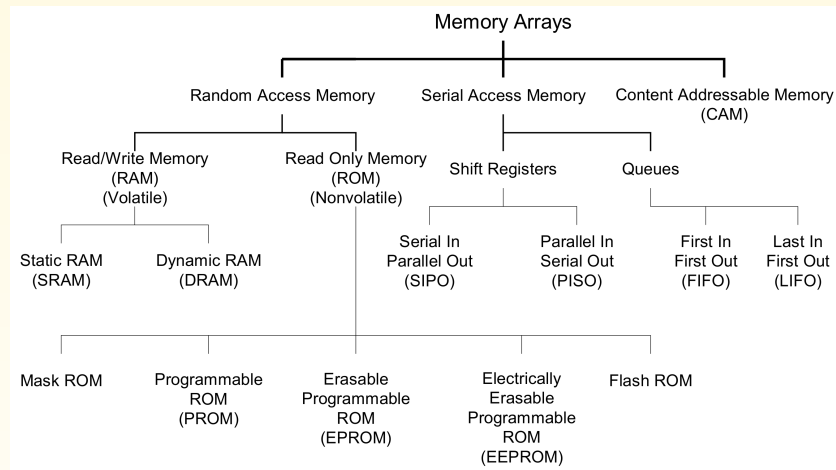 Memory Arrays
Random Access Memory
Serial Access Memory
Content Addressable Memory
(CAM)
Read/Write Memory
(RAM)
(Volatile)
Read Only Memory
(ROM)
(Nonvolatile)
Shift Registers
Queues
Static RAM
(SRAM)
Dynamic RAM
(DRAM)
Serial In
Parallel Out
(SIPO)
Parallel In
Serial Out
(PISO)
First In
First Out
(FIFO)
Last In
First Out
(LIFO)
Mask ROM
Programmable
ROM
(PROM)
Erasable
Programmable
ROM
(EPROM)
Electrically
Erasable
Programmable
ROM
(EEPROM)
Flash ROM